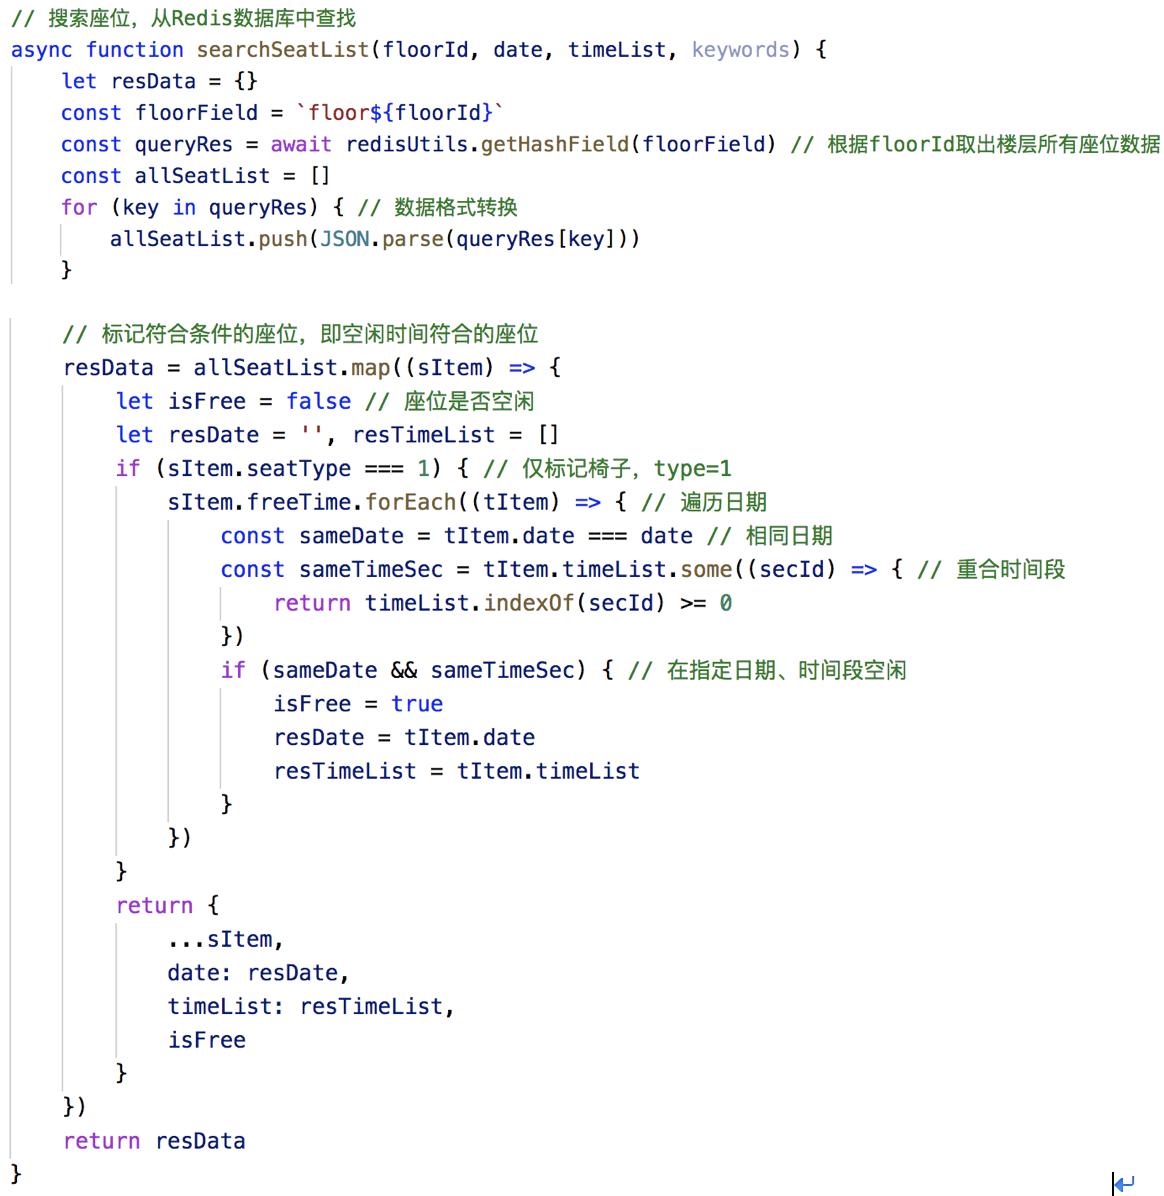 // 搜索座位，从Redis数据库中查找
async function searchSeatList(floorId, date, timeList, keywords) {
    let resData = {}
    const floorField = `floor${floorId}`
    const queryRes = await redisUtils.getHashField(floorField) // 根据floorId取出楼层所有座位数据
    const allSeatList = []
    for (key in queryRes) { // 数据格式转换
        allSeatList.push(JSON.parse(queryRes[key]))
    }
    // 标记符合条件的座位，即空闲时间符合的座位
    resData = allSeatList.map((sItem) => {
        let isFree = false // 座位是否空闲
        let resDate = '', resTimeList = []
        if (sItem.seatType === 1) { // 仅标记椅子，type=1
            sItem.freeTime.forEach((tItem) => { // 遍历日期
                const sameDate = tItem.date === date // 相同日期
                const sameTimeSec = tItem.timeList.some((secId) => { // 重合时间段
                    return timeList.indexOf(secId) >= 0
                })
                if (sameDate && sameTimeSec) { // 在指定日期、时间段空闲
                    isFree = true
                    resDate = tItem.date
                    resTimeList = tItem.timeList
                }
            })
        }
        return {
            ...sItem,
            date: resDate,
            timeList: resTimeList,
            isFree
        }
    })
    return resData
}